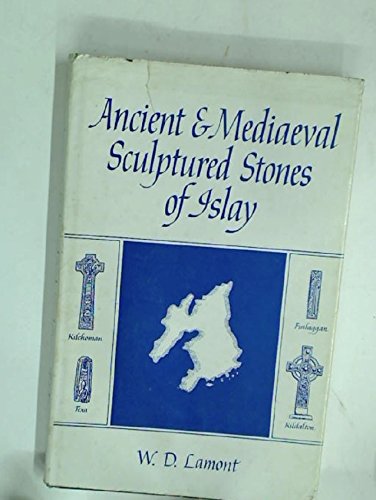 Ancient & Mediaeval
Sculptured Stones
of Islay
Kilchoman
Finlaggan
Texa
Kildalton
W. D. Lamont